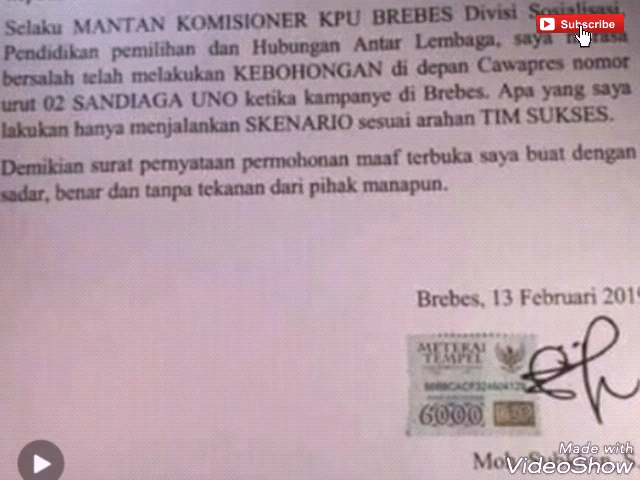 Selaku MANTAN KOMISIONER KPU BREBES Divisi Sosialisasi,
Subscribe
Pendidikan pemilihan dan Hubungan Antar Lembaga, saya merasa
bersalah telah melakukan KEBOHONGAN di depan Cawapres nomor
urut 02 SANDIAGA UNO ketika kampanye di Brebes. Apa yang saya
lakukan hanya menjalankan SKENARIO sesuai arahan TIM SUKSES.
Demikian surat pernyataan permohonan maaf terbuka saya buat dengan
sadar, benar dan tanpa tekanan dari pihak manapun.
Brebes, 13 Februari 2019
METERAI
TEMPEL
6000
Made with
VideoShow